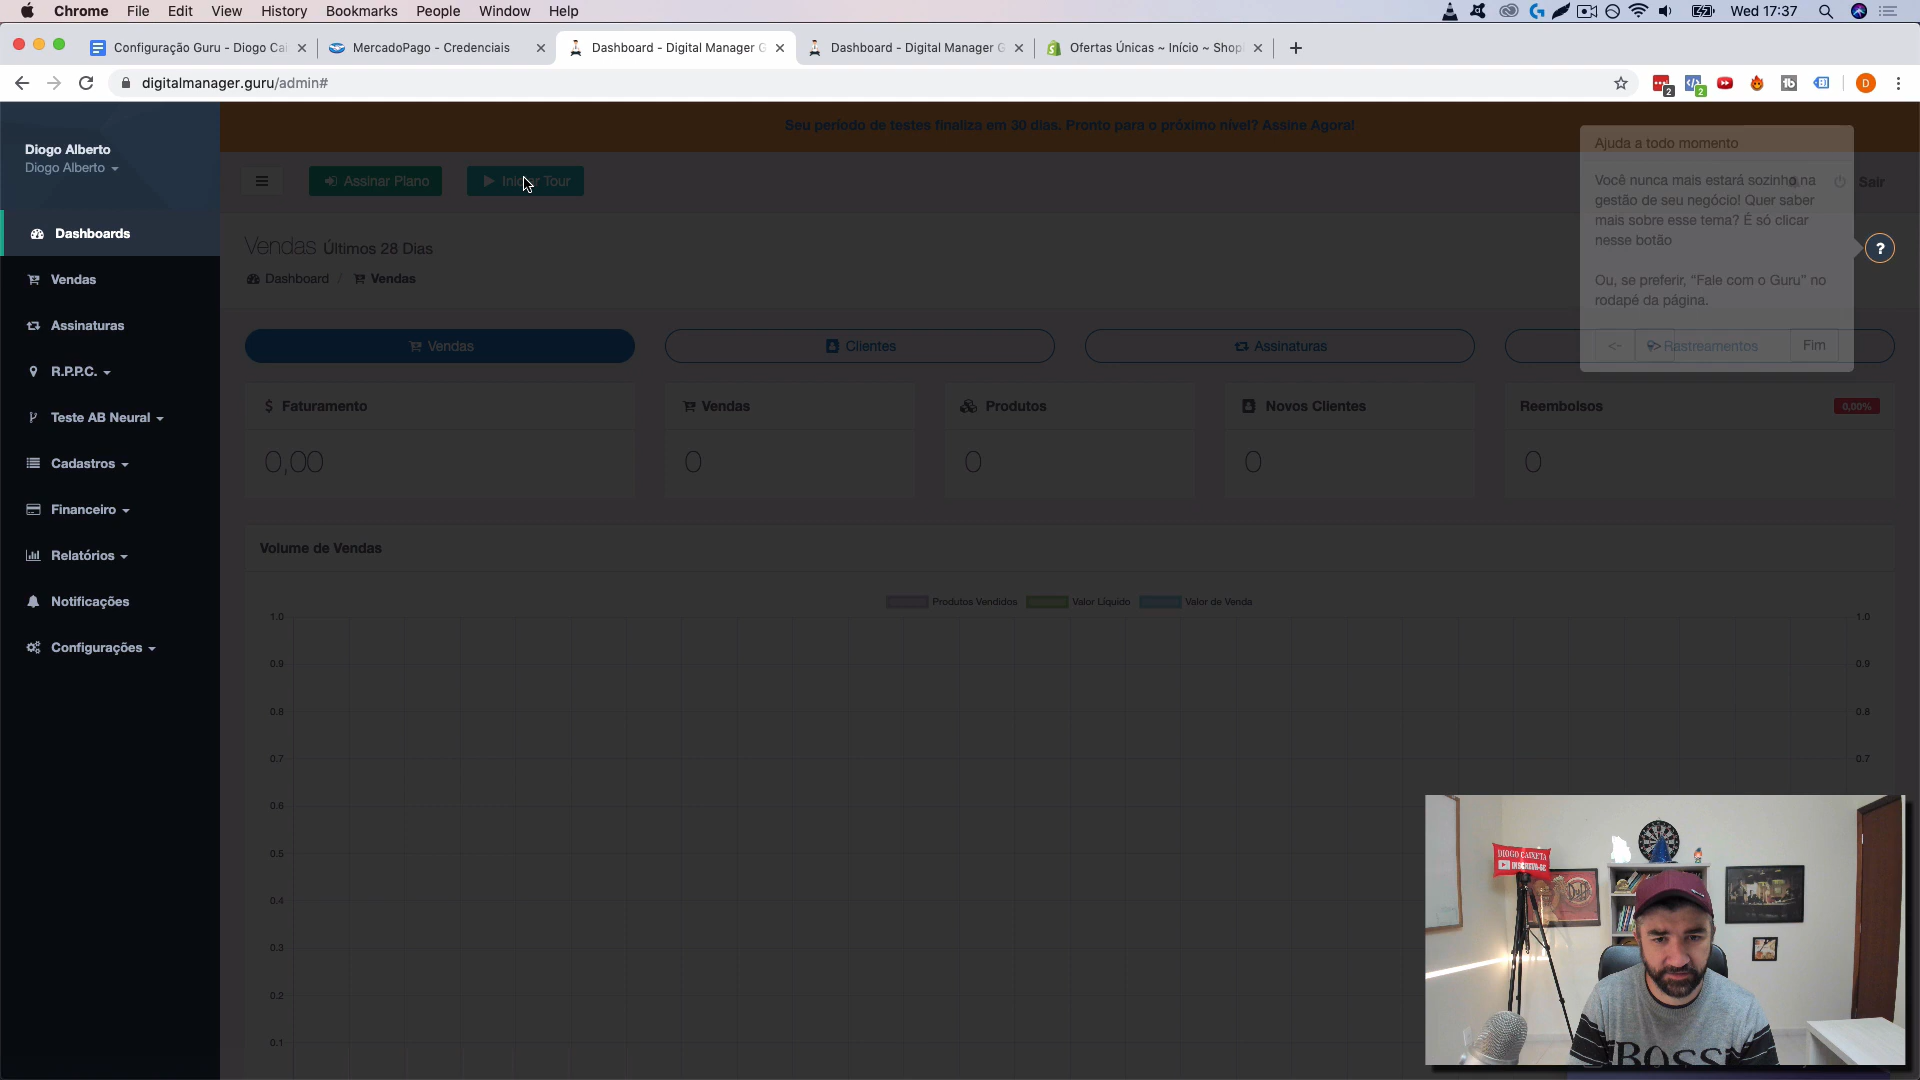 Chrome File Edit View History Bookmarks People Window Help
Wed 17:37
Configuração Guru - Diogo Cai
MercadoPago - Credenciais
Dashboard - Digital Manager G
Dashboard - Digital Manager G
Ofertas Únicas ~ Início ~ Shop
digitalmanager.guru/admin#
2
2
D
Seu período de testes finaliza em 30 dias. Pronto para o próximo nível? Assine Agora!
Diogo Alberto
Diogo Alberto
Assinar Plano
Iniciar Tour
Sair
Dashboards
Vendas
Assinaturas
R.P.P.C.
Teste AB Neural
Cadastros
Financeiro
Relatórios
Notificações
Configurações
Vendas Últimos 28 Dias
Dashboard / Vendas
Ajuda a todo momento
Você nunca mais estará sozinho na
gestão de seu negócio! Quer saber
mais sobre esse tema? É só clicar
nesse botão
Ou, se preferir, "Fale com o Guru" no
rodapé da página.
<- -> Fim
?
Vendas
Clientes
Assinaturas
Rastreamentos
Faturamento
0,00
Vendas
0
Produtos
0
Novos Clientes
0
Reembolsos
0,00%
0
Volume de Vendas
Produtos Vendidos Valor Líquido Valor de Venda
1.0 1.0
0.9 0.9
0.8 0.8
0.7 0.7
0.6
0.5
0.4
0.3
0.2
0.1
DIOGO CAIXETA
INSCREVA-SE
Duff
BOSS